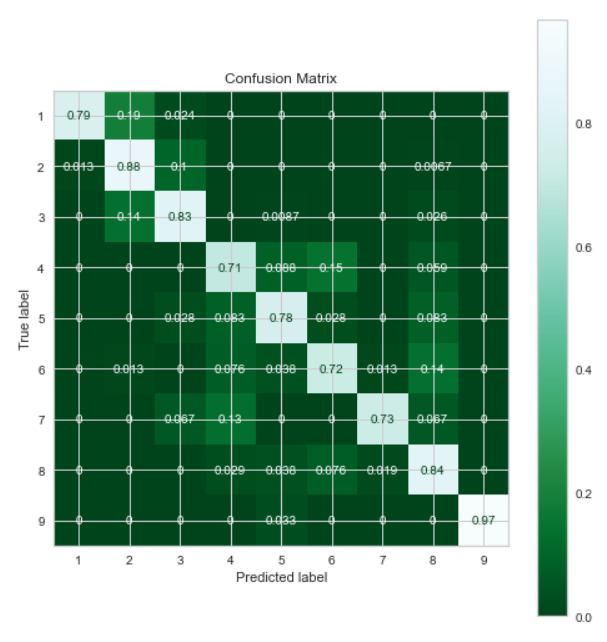 Confusion Matrix
1 0.79 0.19 0.024 0 0 0 0 0 0
2 0.013 0.88 0.1 0 0 0 0 0.0067 0
3 0 0.14 0.83 0 0.0087 0 0 0.026 0
4 0 0 0 0.71 0.088 0.15 0 0.059 0
5 0 0 0.028 0.083 0.78 0.028 0 0.083 0
6 0 0.013 0 0.076 0.038 0.72 0.013 0.14 0
7 0 0 0.067 0.13 0 0 0.73 0.067 0
8 0 0 0 0.029 0.038 0.076 0.019 0.84 0
9 0 0 0 0 0.033 0 0 0 0.97
1 2 3 4 5 6 7 8 9
Predicted label
True label
0.8
0.6
0.4
0.2
0.0